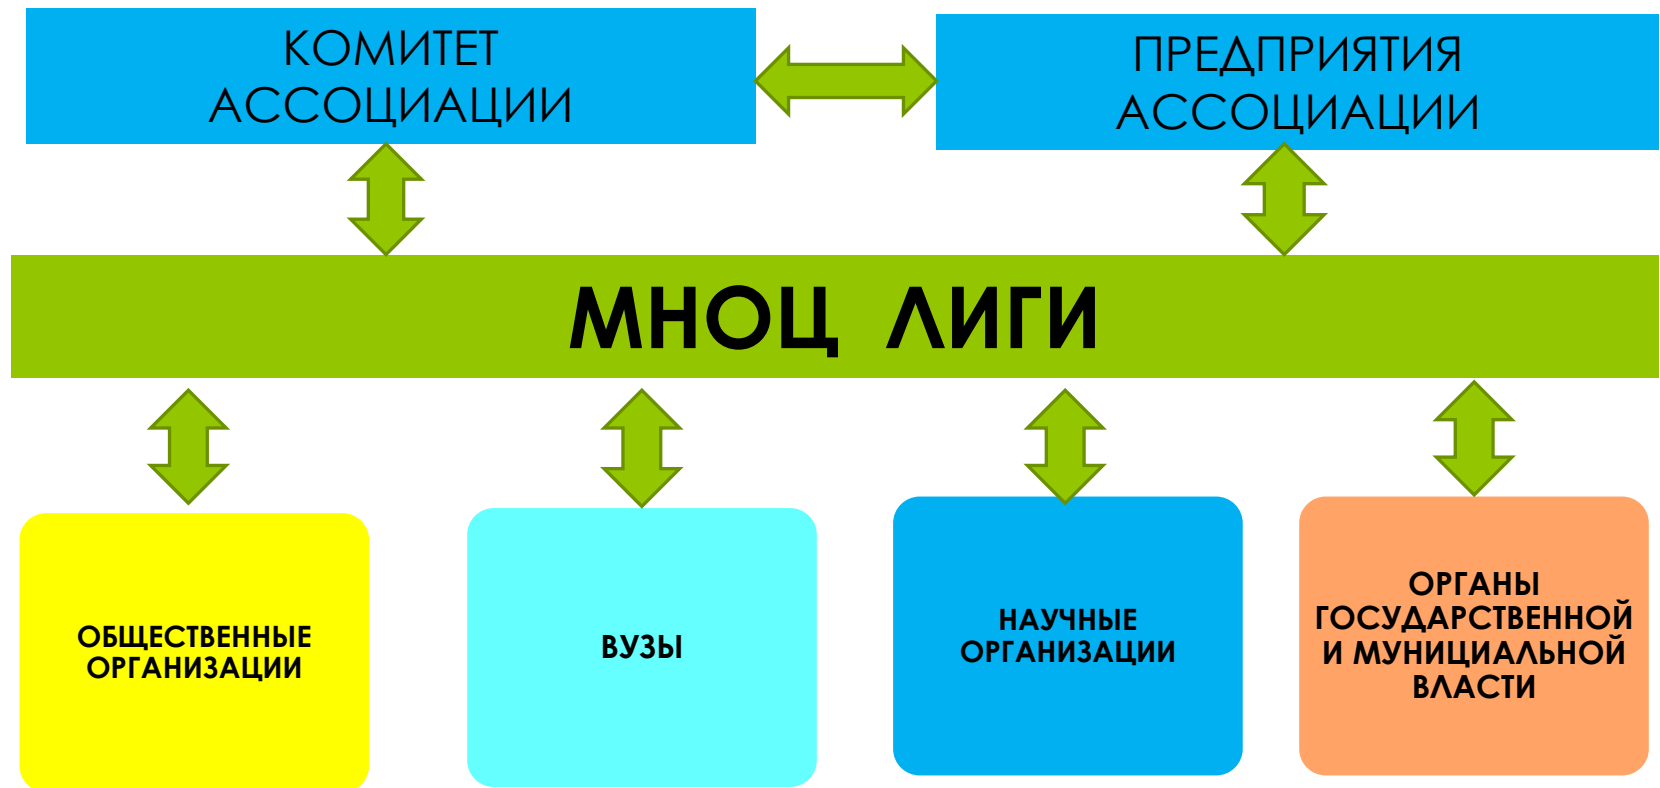 КОМИТЕТ
АССОЦИАЦИИ
ПРЕДПРИЯТИЯ
АССОЦИАЦИИ
МНОЦ ЛИГИ
ОБЩЕСТВЕННЫЕ
ОРГАНИЗАЦИИ
ВУЗЫ
НАУЧНЫЕ
ОРГАНИЗАЦИИ
ОРГАНЫ
ГОСУДАРСТВЕННОЙ
И МУНИЦИАЛЬНОЙ
ВЛАСТИ